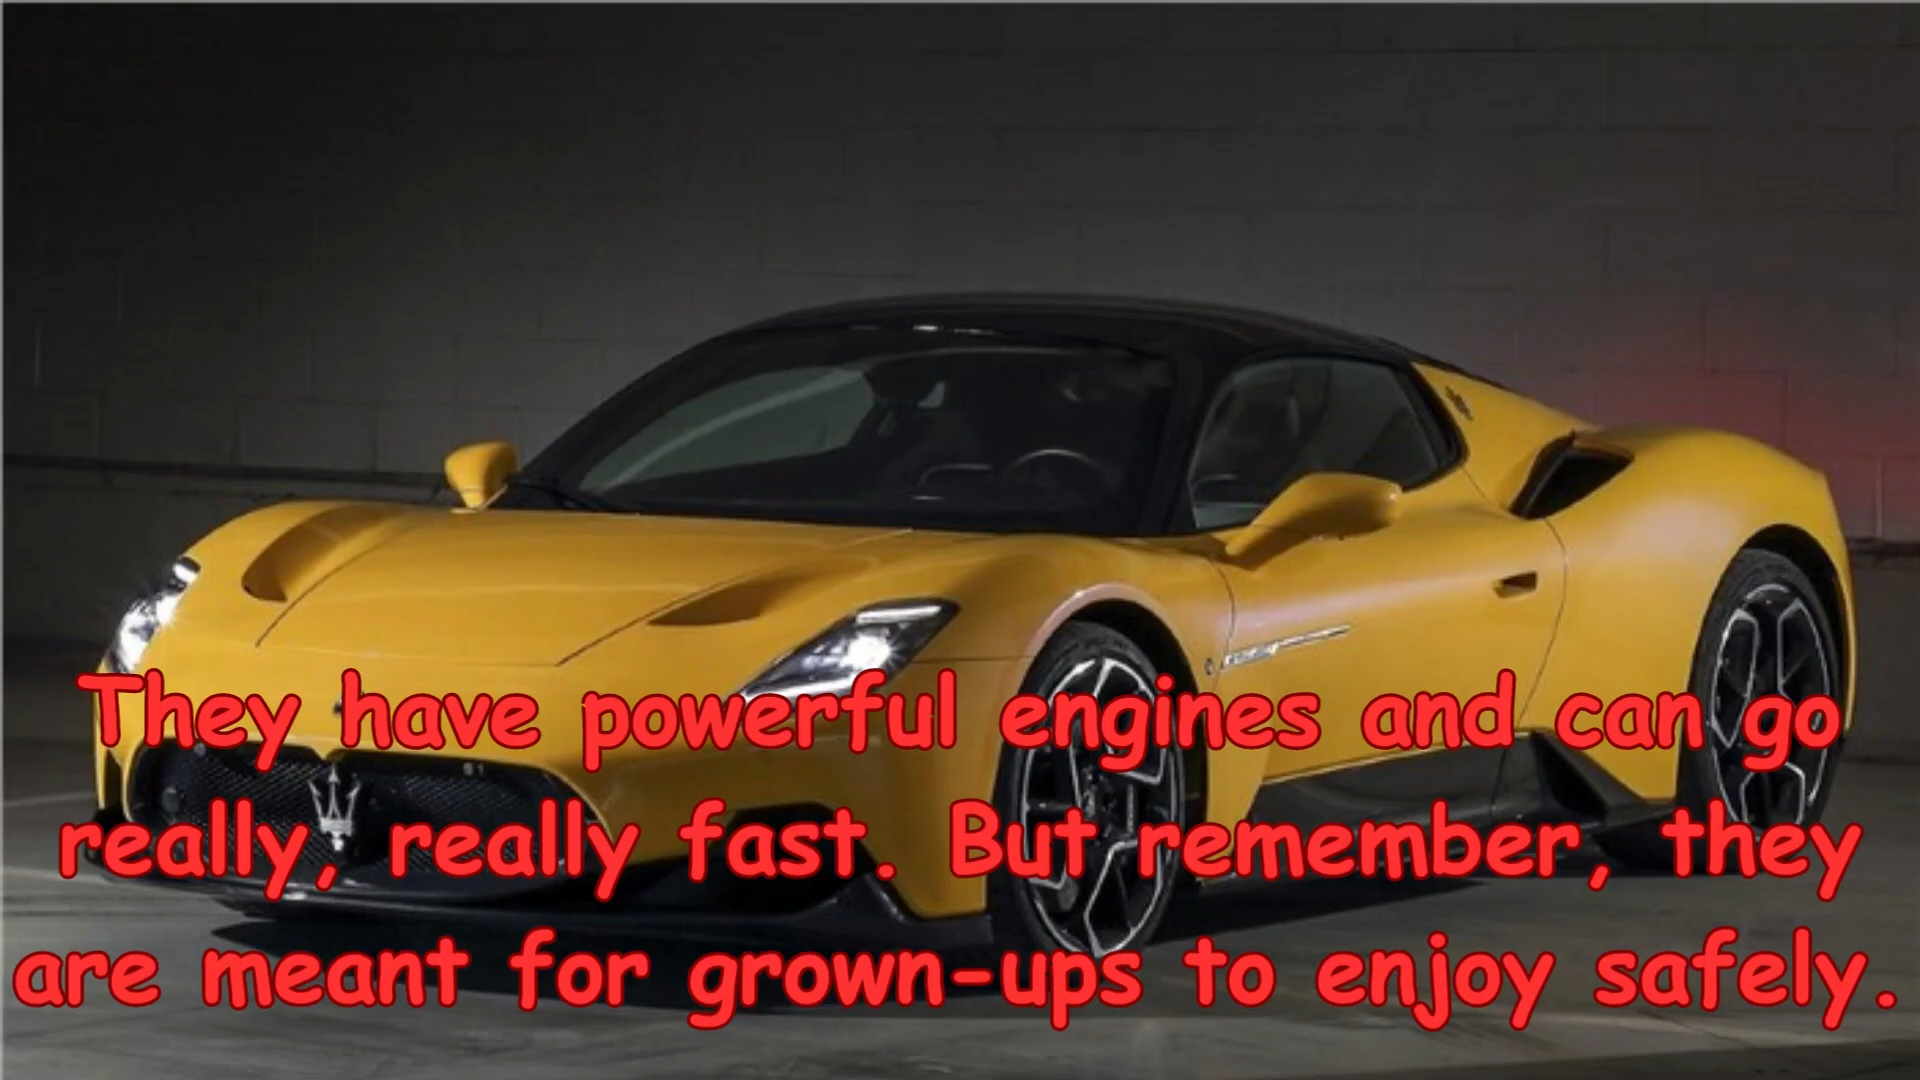 They have powerful engines and can go
really, really fast. But remember, they
are meant for grown-ups to enjoy safely.